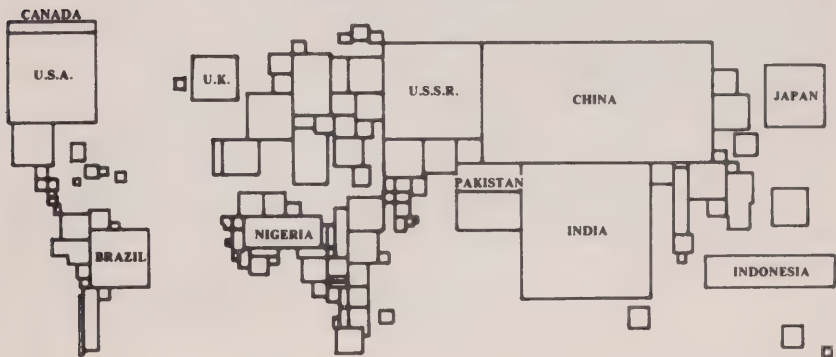 CANADA
U.S.A.
U.K.
U.S.S.R.
CHINA
JAPAN
PAKISTAN
NIGERIA
INDIA
BRAZIL
INDONESIA